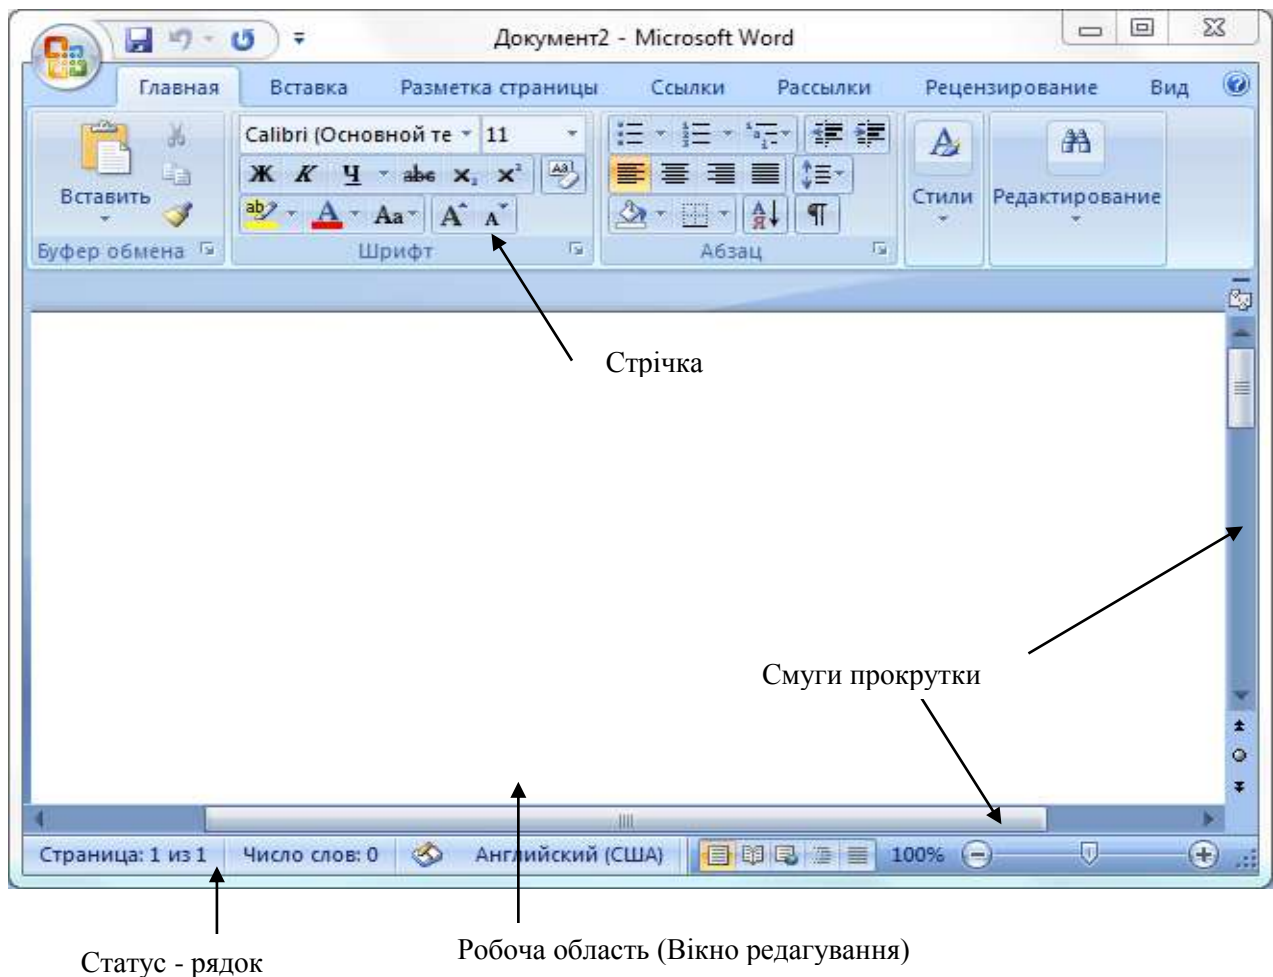 Документ2 - Microsoft Word
Главная Вставка Разметка страницы Ссылки Рассылки Рецензирование Вид
Calibri (Основной те 11
Ж К Ч abc x₂ x²
Вставить
ab А Aa A A
Стили Редактирование
Буфер обмена Шрифт Абзац
Стрічка
Смуги прокрутки
Страница: 1 из 1 Число слов: 0 Английский (США) 100%
Робоча область (Вікно редагування)
Статус - рядок